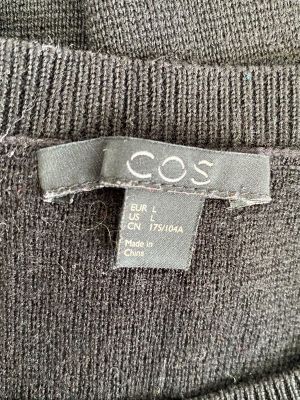 COS
EUR L
US L
CN 175/104A
Made in
China